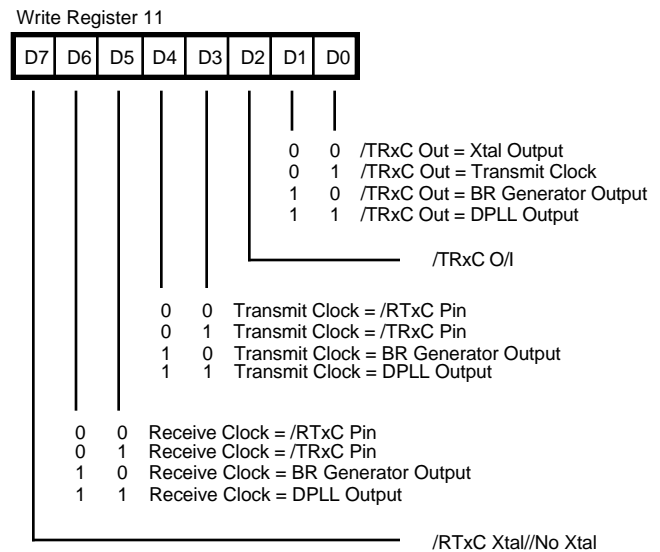 Write Register 11
D7 D6 D5 D4 D3 D2 D1 D0
0 0 /TRxC Out = Xtal Output
0 1 /TRxC Out = Transmit Clock
1 0 /TRxC Out = BR Generator Output
1 1 /TRxC Out = DPLL Output
/TRxC O/I
0 0 Transmit Clock = /RTxC Pin
0 1 Transmit Clock = /TRxC Pin
1 0 Transmit Clock = BR Generator Output
1 1 Transmit Clock = DPLL Output
0 0 Receive Clock = /RTxC Pin
0 1 Receive Clock = /TRxC Pin
1 0 Receive Clock = BR Generator Output
1 1 Receive Clock = DPLL Output
/RTxC Xtal//No Xtal